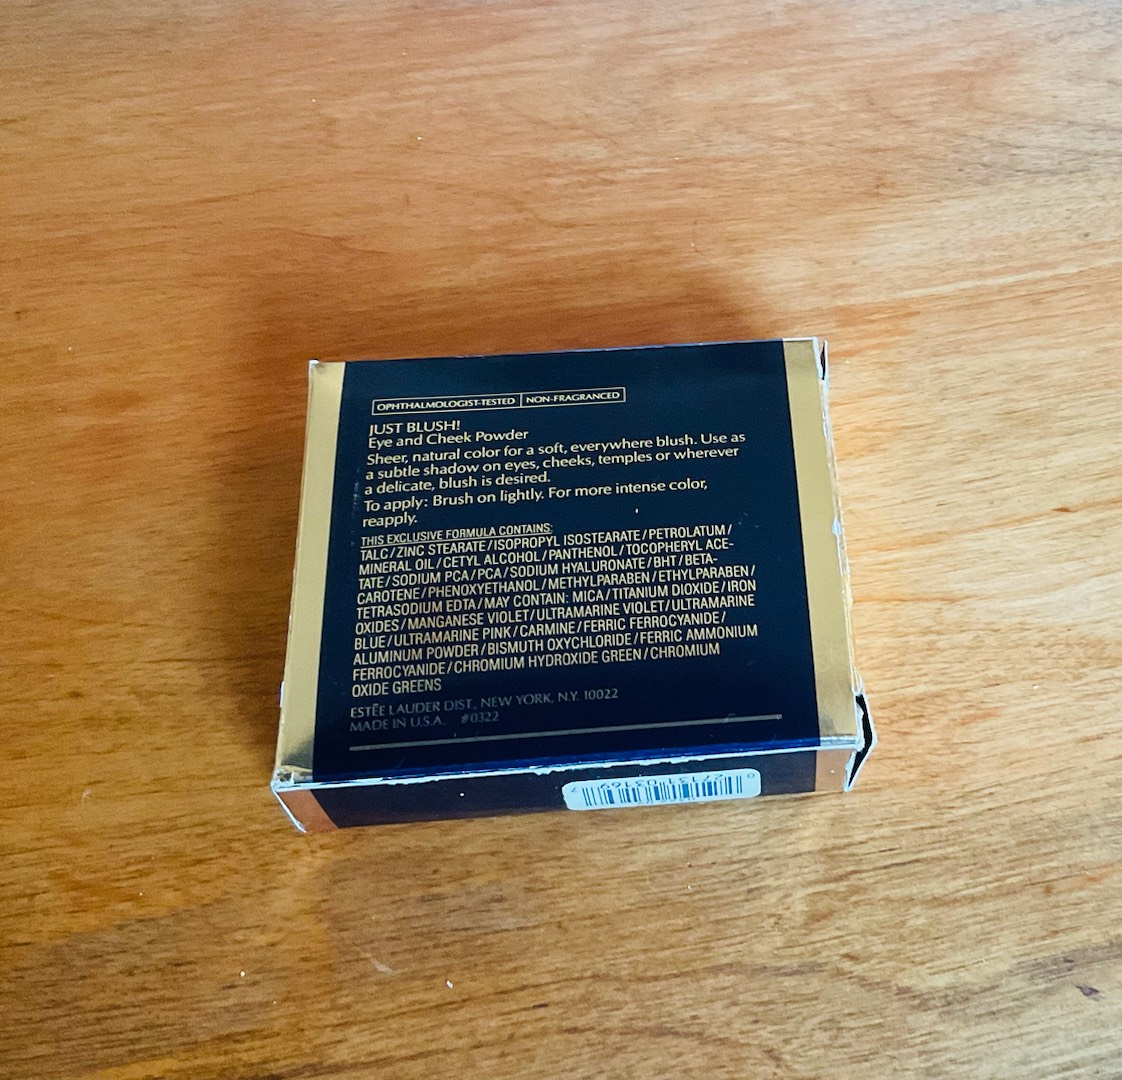 OPHTHALMOLOGIST-TESTED NON-FRAGRANCED
JUST BLUSH!
Eye and Cheek Powder
Sheer, natural color for a soft, everywhere blush. Use as
a subtle shadow on eyes, cheeks, temples or wherever
a delicate, blush is desired.
To apply: Brush on lightly. For more intense color,
reapply.
THIS EXCLUSIVE FORMULA CONTAINS:
TALC/ZINC STEARATE/ISOPROPYL ISOSTEARATE/PETROLATUM/
MINERAL OIL/CETYL ALCOHOL/PANTHENOL/TOCOPHERYL ACE-
TATE/SODIUM PCA/PCA/SODIUM HYALURONATE/BHT/BETA-
CAROTENE/PHENOXYETHANOL/METHYLPARABEN/ETHYLPARABEN/
TETRASODIUM EDTA/MAY CONTAIN: MICA/TITANIUM DIOXIDE/IRON
OXIDES/MANGANESE VIOLET/ULTRAMARINE VIOLET/ULTRAMARINE
BLUE/ULTRAMARINE PINK/CARMINE/FERRIC FERROCYANIDE/
ALUMINUM POWDER/BISMUTH OXYCHLORIDE/FERRIC AMMONIUM
FERROCYANIDE/CHROMIUM HYDROXIDE GREEN/CHROMIUM
OXIDE GREENS
ESTĒE LAUDER DIST., NEW YORK, N.Y. 10022
MADE IN U.S.A. #0322
0 27131 03169 7